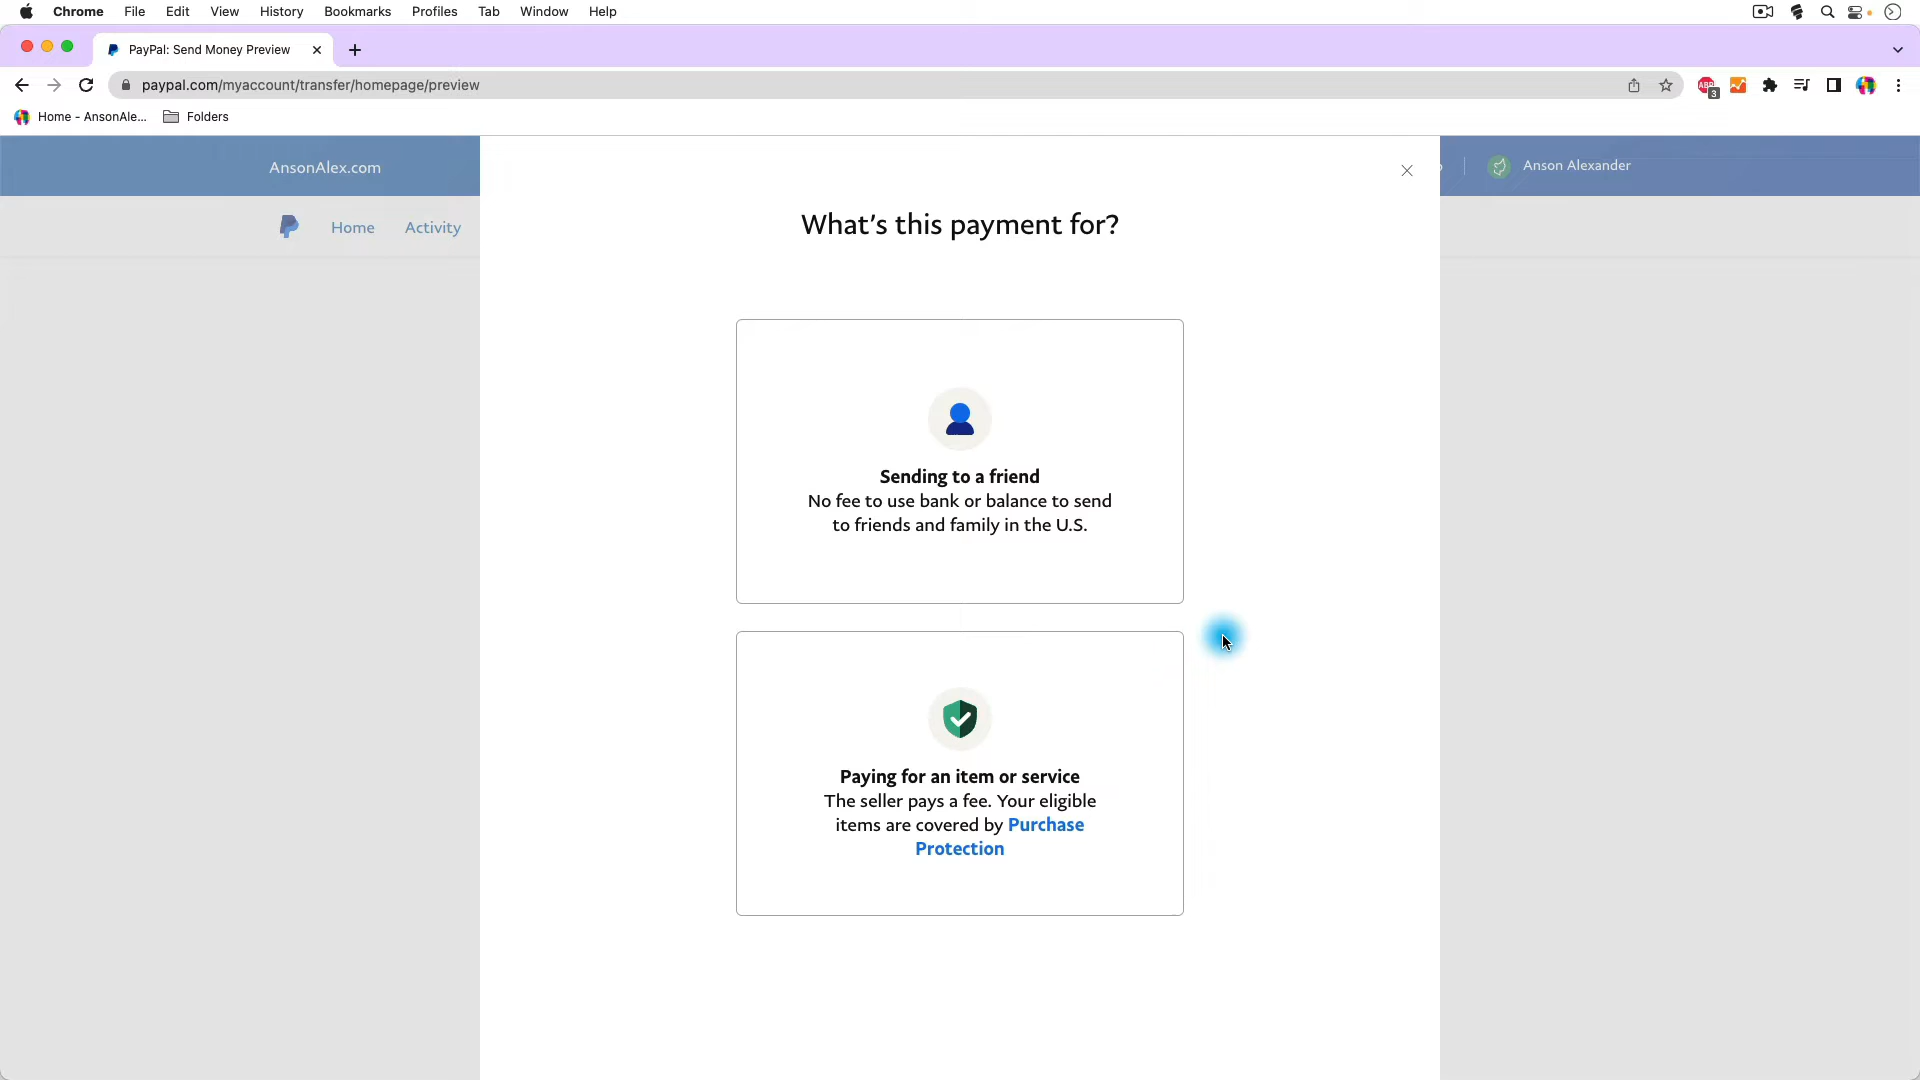 Chrome File Edit View History Bookmarks Profiles Tab Window Help
PayPal: Send Money Preview
paypal.com/myaccount/transfer/homepage/preview
ABP
3
Home - AnsonAle... Folders
AnsonAlex.com
Anson Alexander
Home Activity
What's this payment for?
Sending to a friend
No fee to use bank or balance to send
to friends and family in the U.S.
Paying for an item or service
The seller pays a fee. Your eligible
items are covered by Purchase
Protection